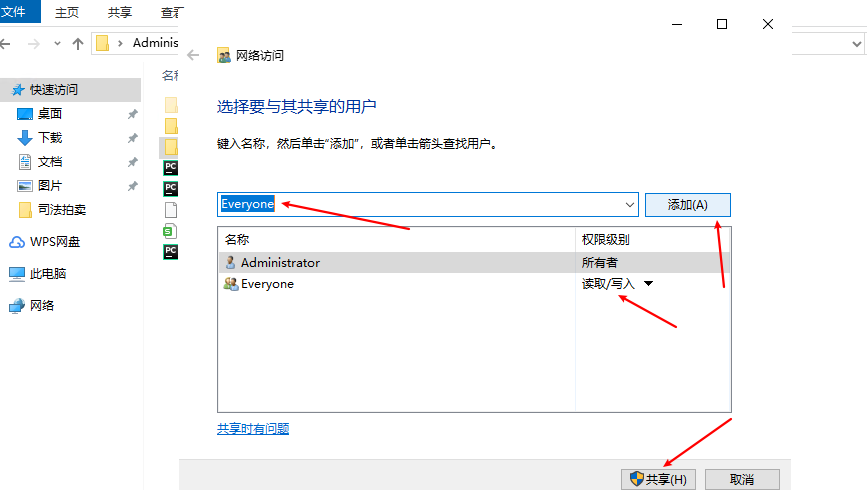 文件 主页 共享 查看
Adminis
网络访问
名称
选择要与其共享的用户
键入名称，然后单击“添加”，或者单击箭头查找用户。
Everyone
添加(A)
名称 权限级别
Administrator 所有者
Everyone 读取/写入
共享时有问题
共享(H) 取消
快速访问
桌面
下载
文档
图片
司法拍卖
WPS网盘
此电脑
网络
PC
PC
S
PC